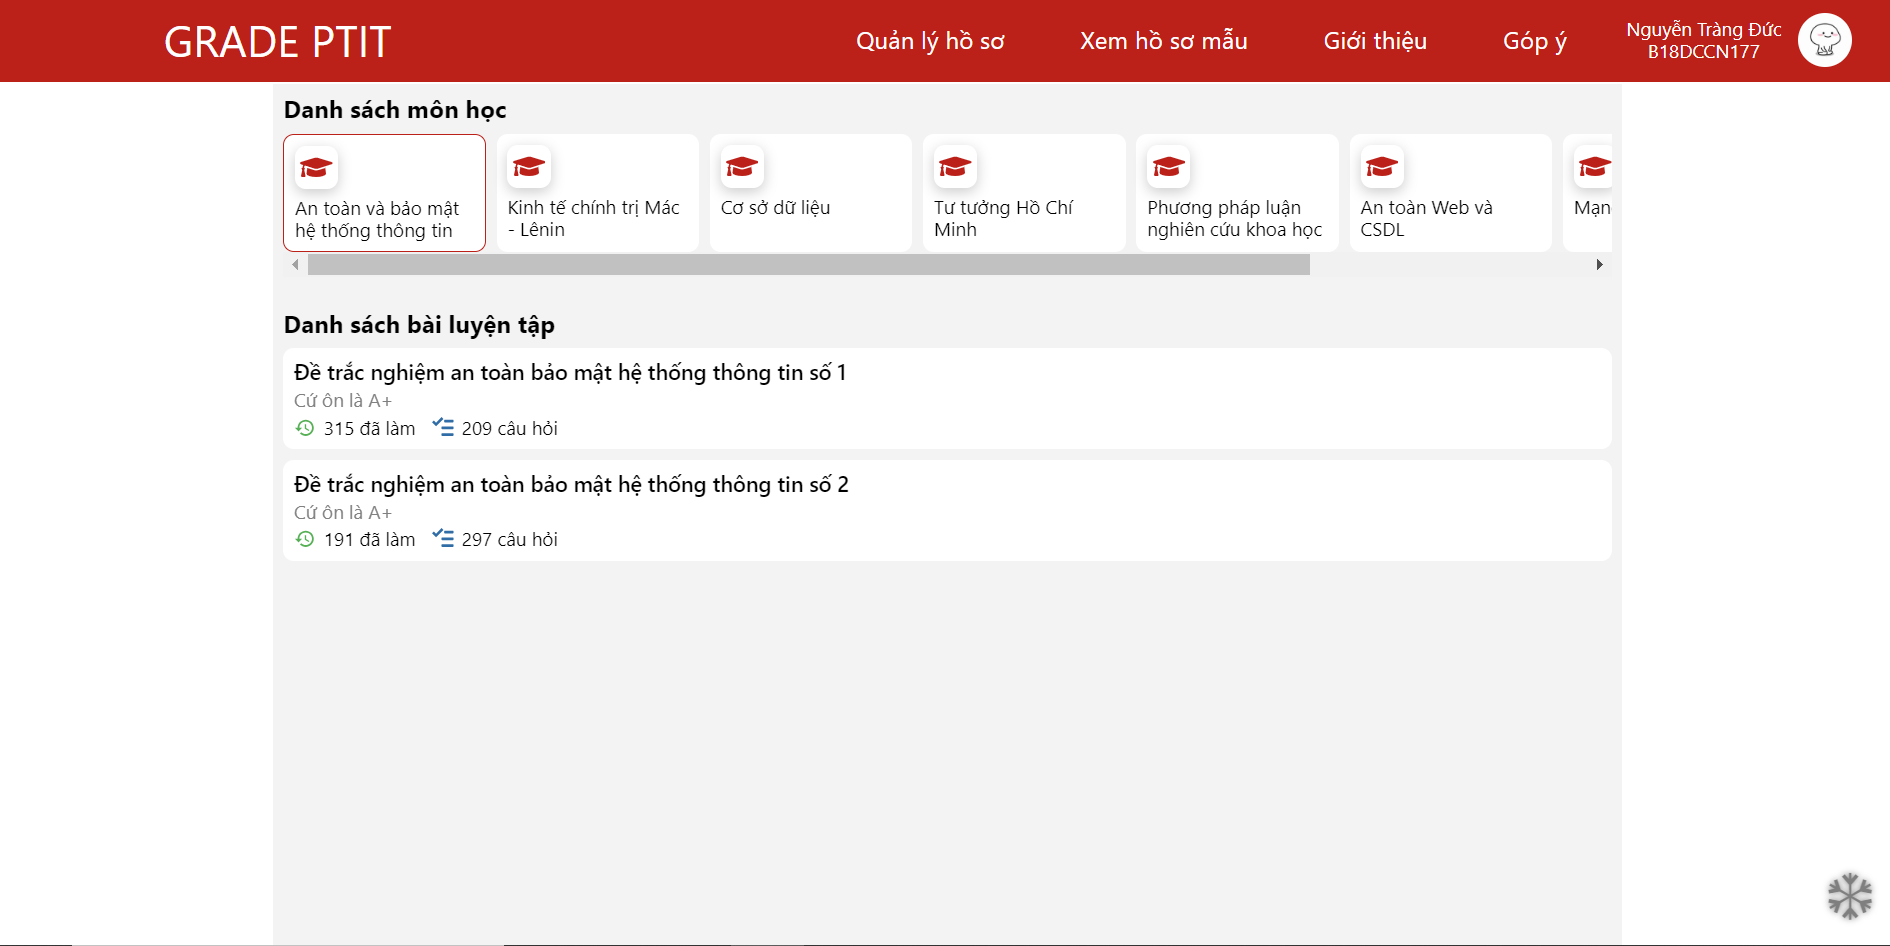 GRADE PTIT
Quản lý hồ sơ
Xem hồ sơ mẫu
Giới thiệu
Góp ý
Nguyễn Tràng Đức
B18DCCN177
Danh sách môn học
An toàn và bảo mật
hệ thống thông tin
Kinh tế chính trị Mác
- Lênin
Cơ sở dữ liệu
Tư tưởng Hồ Chí
Minh
Phương pháp luận
nghiên cứu khoa học
An toàn Web và
CSDL
Mạn
Danh sách bài luyện tập
Đề trắc nghiệm an toàn bảo mật hệ thống thông tin số 1
Cứ ôn là A+
315 đã làm
209 câu hỏi
Đề trắc nghiệm an toàn bảo mật hệ thống thông tin số 2
Cứ ôn là A+
191 đã làm
297 câu hỏi